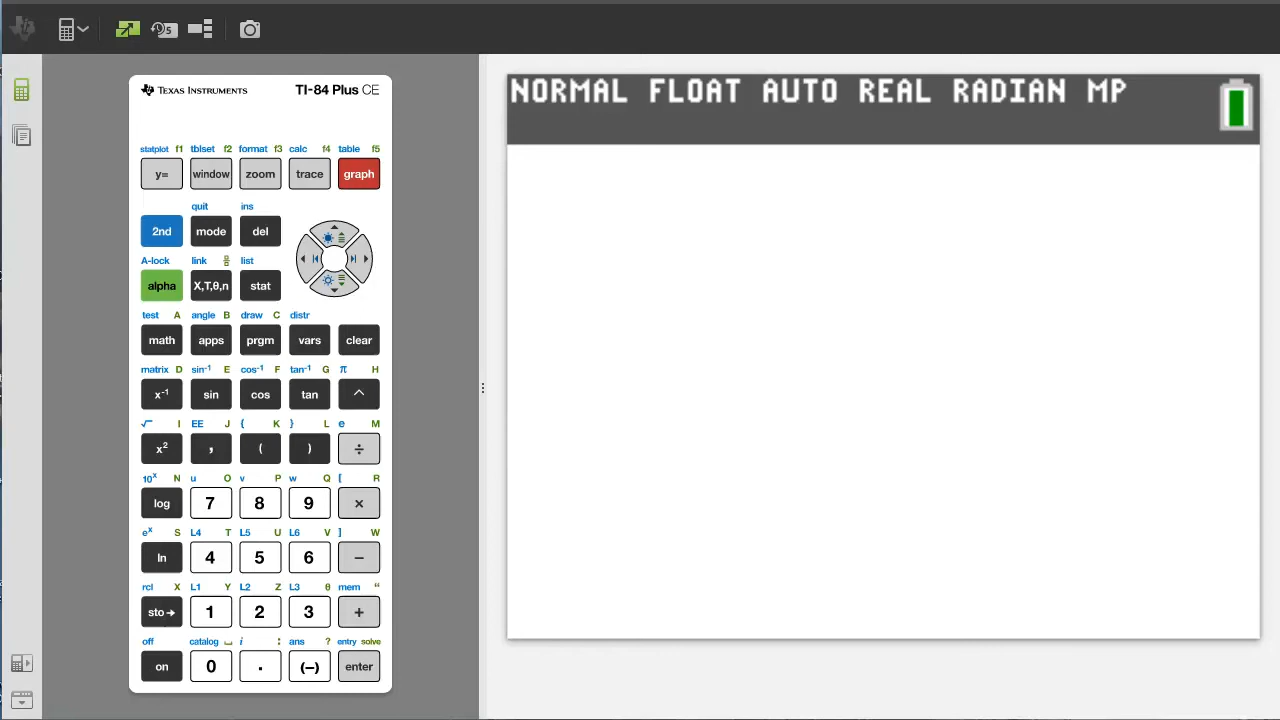 TEXAS INSTRUMENTS TI-84 Plus CE
NORMAL FLOAT AUTO REAL RADIAN MP
statplot f1 tblset f2 format f3 calc f4 table f5
y= window zoom trace graph
quit ins
2nd mode del
A-lock link list
alpha X,T,θ,n stat
test A angle B draw C distr
math apps prgm vars clear
matrix D sin⁻¹ E cos⁻¹ F tan⁻¹ G π H
x⁻¹ sin cos tan ^
√ I EE J { K } L e M
x² , ( ) ÷
10ˣ N u O v P w Q [ R
log 7 8 9 ×
eˣ S L4 T L5 U L6 V ] W
ln 4 5 6 −
rcl X L1 Y L2 Z L3 θ mem “
sto→ 1 2 3 +
off catalog ⎵ i : ans ? entry solve
on 0 . (−) enter